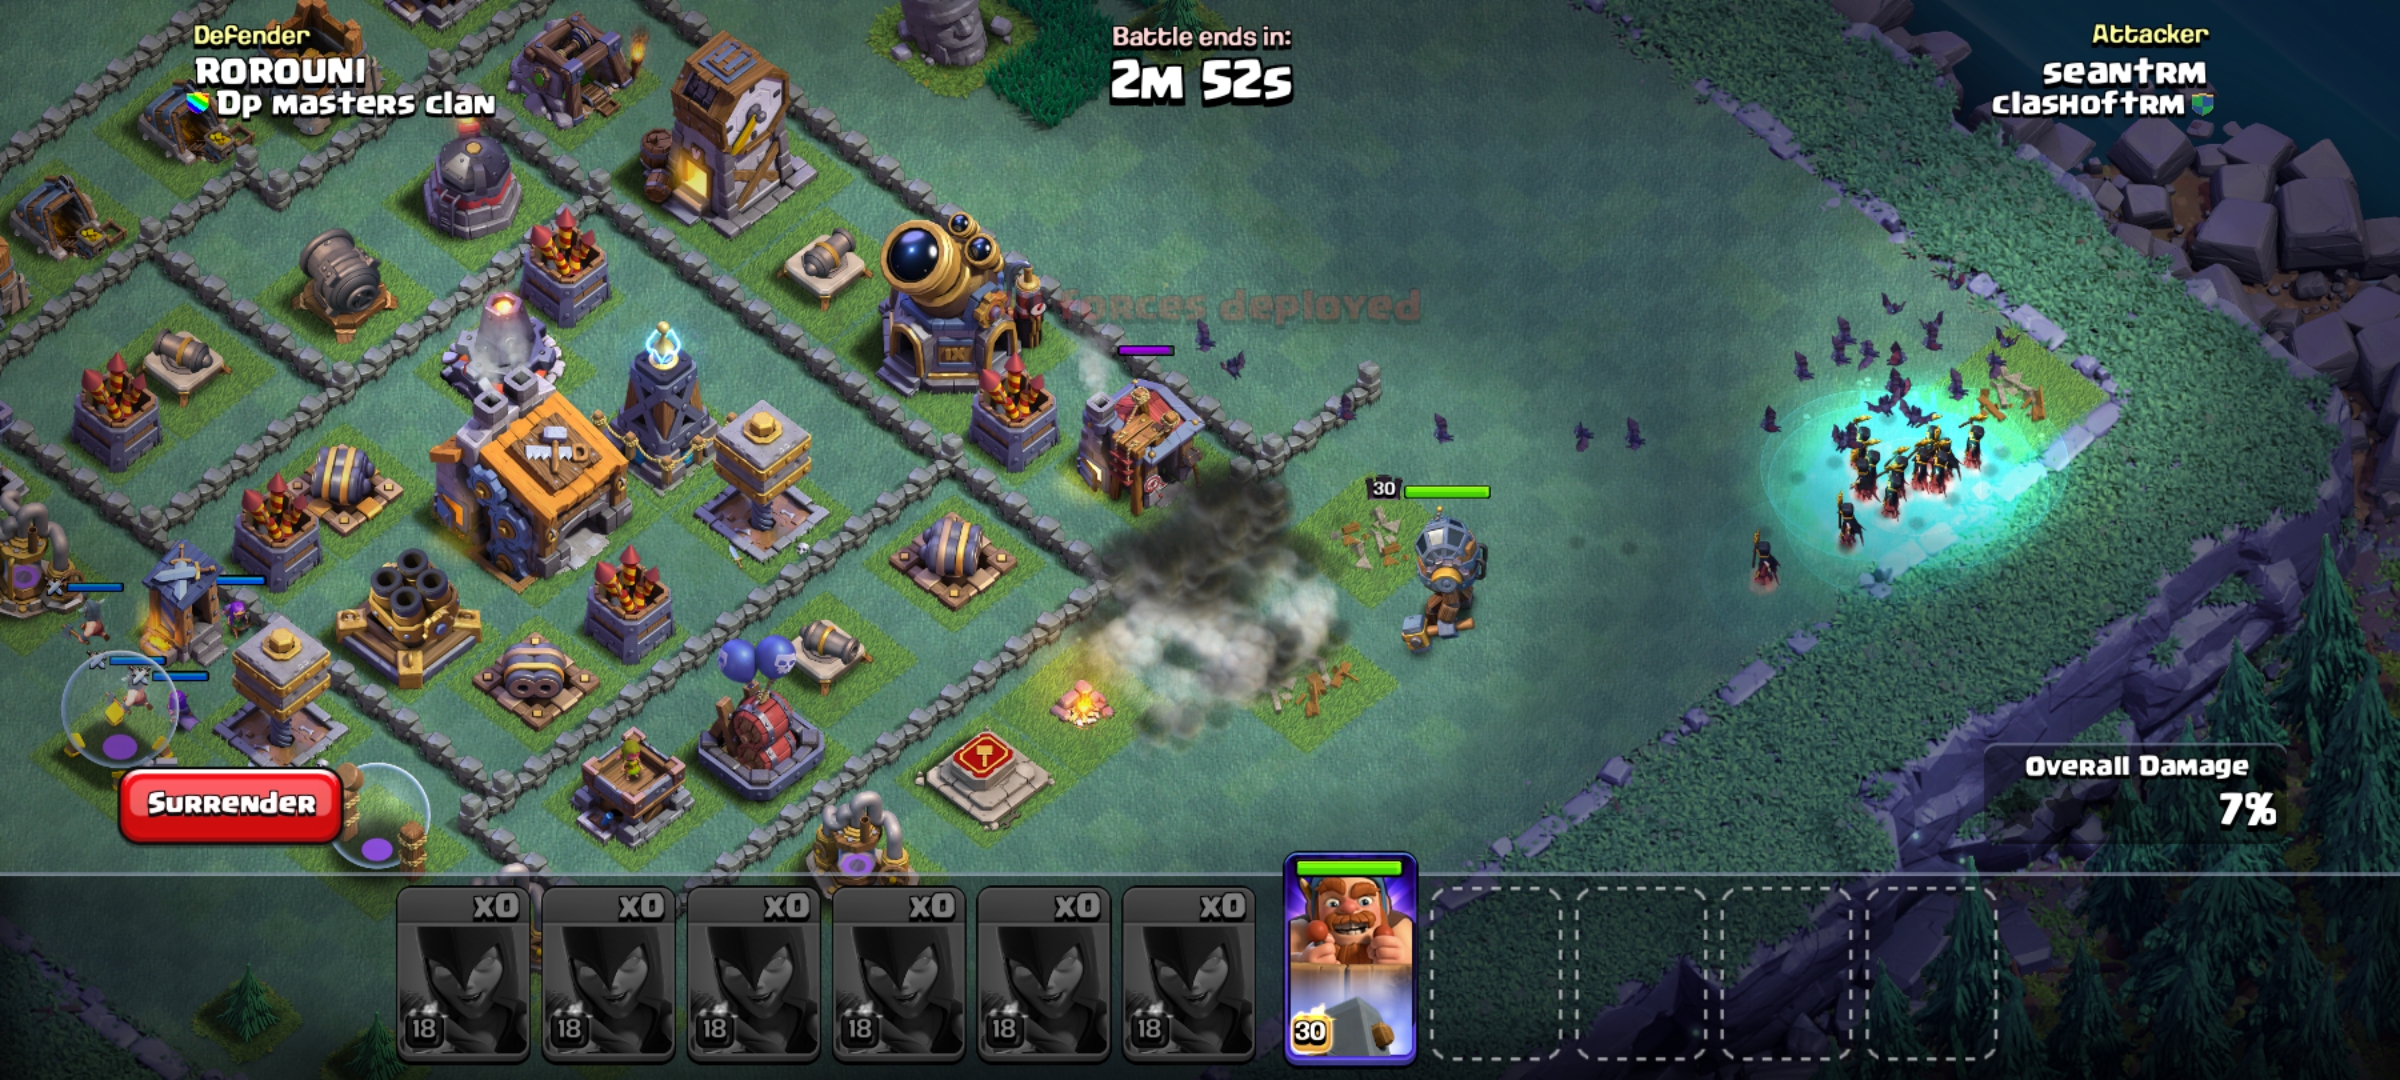 Defender
ROROUNI
Dp masters clan
Battle ends in:
2M 52s
Attacker
seantRM
clashoftRM
forces deployed
30
Surrender
Overall Damage
7%
x0
x0
x0
x0
x0
x0
18
18
18
18
18
18
30